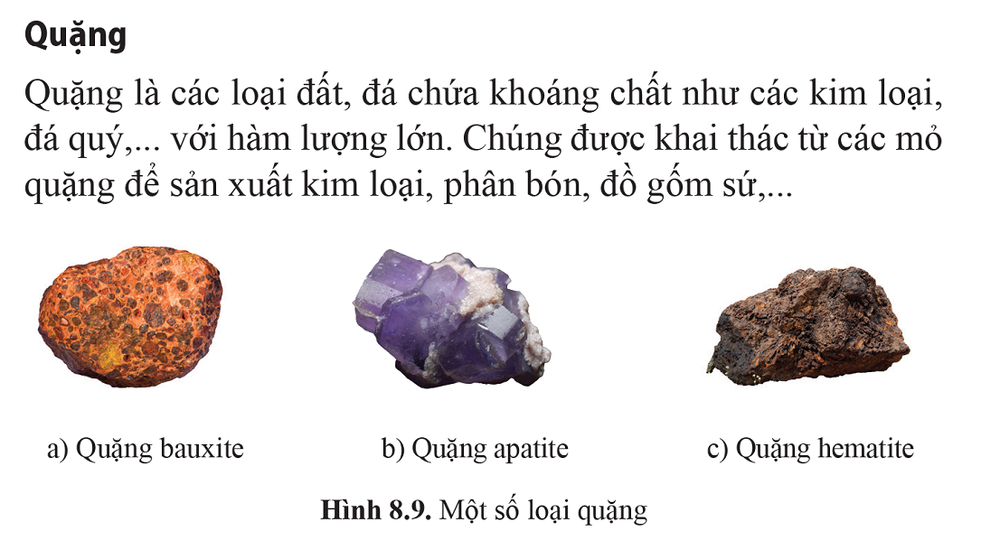 Quặng
Quặng là các loại đất, đá chứa khoáng chất như các kim loại,
đá quý,... với hàm lượng lớn. Chúng được khai thác từ các mỏ
quặng để sản xuất kim loại, phân bón, đồ gốm sứ,...
a) Quặng bauxite
b) Quặng apatite
c) Quặng hematite
Hình 8.9. Một số loại quặng